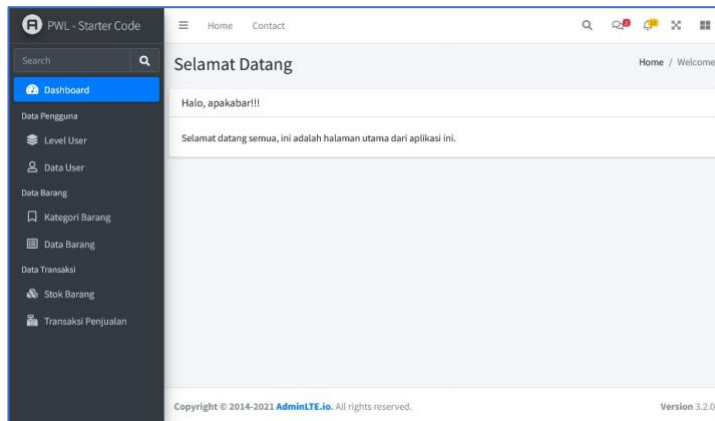 PWL - Starter Code
Search
Dashboard
Data Pengguna
Level User
Data User
Data Barang
Kategori Barang
Data Barang
Data Transaksi
Stok Barang
Transaksi Penjualan
Home Contact
Selamat Datang
Home / Welcome
Halo, apakabar!!!
Selamat datang semua, ini adalah halaman utama dari aplikasi ini.
Copyright © 2014-2021 AdminLTE.io. All rights reserved.
Version 3.2.0